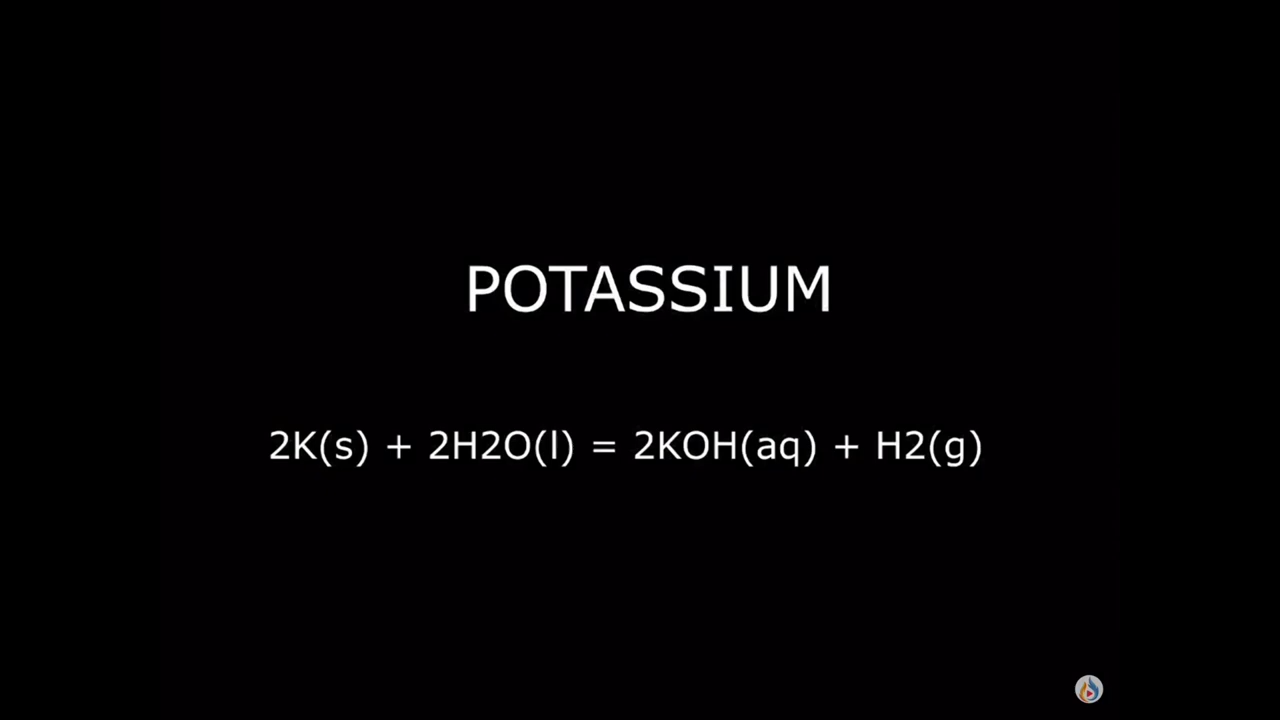 POTASSIUM
2K(s) + 2H2O(l) = 2KOH(aq) + H2(g)